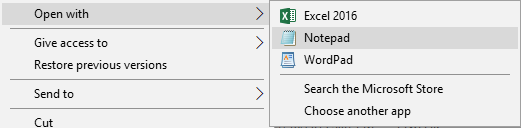 Open with
Give access to
Restore previous versions
Send to
Cut
Excel 2016
Notepad
WordPad
Search the Microsoft Store
Choose another app